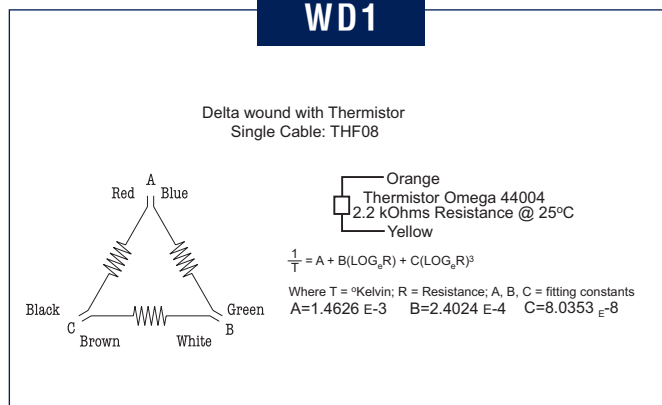 WD1
Delta wound with Thermistor
Single Cable: THF08
A
Red Blue
Orange
Thermistor Omega 44004
2.2 kOhms Resistance @ 25ºC
Yellow
1/T = A + B(LOGₑR) + C(LOGₑR)³
Where T = ºKelvin; R = Resistance; A, B, C = fitting constants
A=1.4626 E-3 B=2.4024 E-4 C=8.0353 E-8
Black Green
C B
Brown White